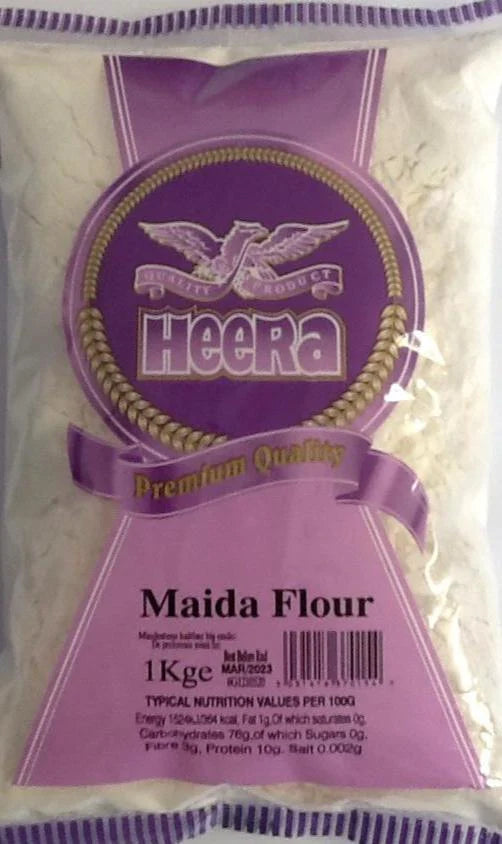 QUALITY PRODUCT
HeeRa
Premium Quality
Maida Flour
1Kge
Best Before End
MAR/2023
TYPICAL NUTRITION VALUES PER 100G
Energy 1524kJ/364 kcal, Fat 1g,Of which saturates 0g,
Carbohydrates 76g,of which Sugars 0g,
Fibre 3g, Protein 10g. Salt 0.002g